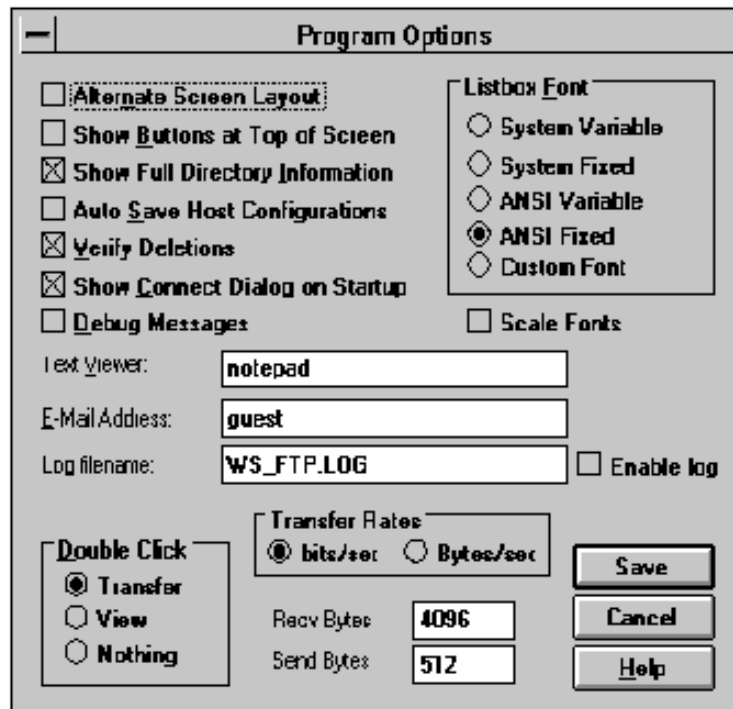 Program Options
Alternate Screen Layout
Show Buttons at Top of Screen
Show Full Directory Information
Auto Save Host Configurations
Verify Deletions
Show Connect Dialog on Startup
Debug Messages
Listbox Font
System Variable
System Fixed
ANSI Variable
ANSI Fixed
Custom Font
Scale Fonts
Text Viewer: notepad
E-Mail Address: guest
Log filename: WS_FTP.LOG Enable log
Double Click
Transfer
View
Nothing
Transfer Rates
bits/sec Bytes/sec
Recv Bytes 4096
Send Bytes 512
Save
Cancel
Help